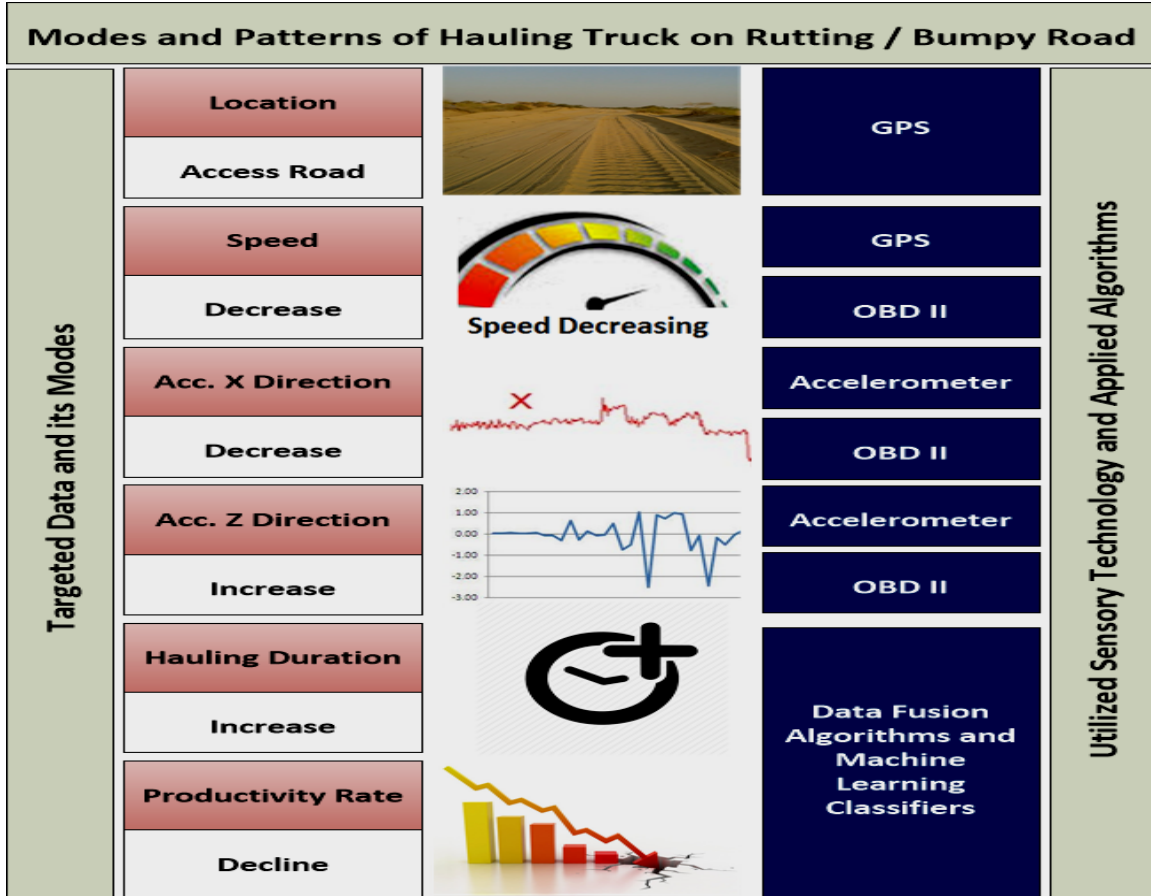 Modes and Patterns of Hauling Truck on Rutting / Bumpy Road
Targeted Data and its Modes
Location
Access Road
GPS
Speed
Decrease
Speed Decreasing
GPS
OBD II
Acc. X Direction
Decrease
X
Accelerometer
OBD II
Acc. Z Direction
Increase
2.00
1.00
0.00
-1.00
-2.00
-3.00
Accelerometer
OBD II
Hauling Duration
Increase
Productivity Rate
Decline
Data Fusion
Algorithms and
Machine
Learning
Classifiers
Utilized Sensory Technology and Applied Algorithms